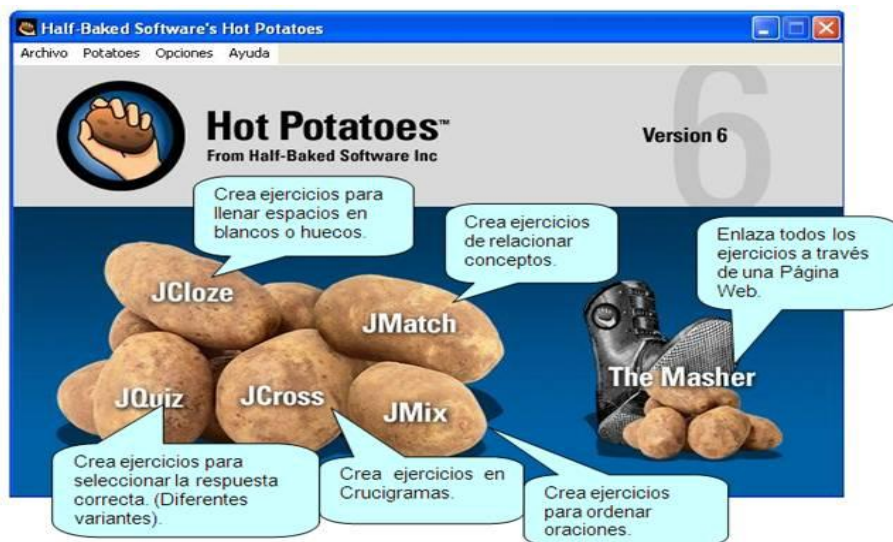 Half-Baked Software's Hot Potatoes
Archivo Potatoes Opciones Ayuda
6
Hot Potatoes™
From Half-Baked Software Inc
Version 6
Crea ejercicios para
llenar espacios en
blancos o huecos.
Crea ejercicios
de relacionar
conceptos.
Enlaza todos los
ejercicios a través
de una Página
Web.
JCloze
JMatch
JQuiz
JCross
JMix
The Masher
Crea ejercicios para
seleccionar la respuesta
correcta. (Diferentes
variantes).
Crea ejercicios en
Crucigramas.
Crea ejercicios
para ordenar
oraciones.